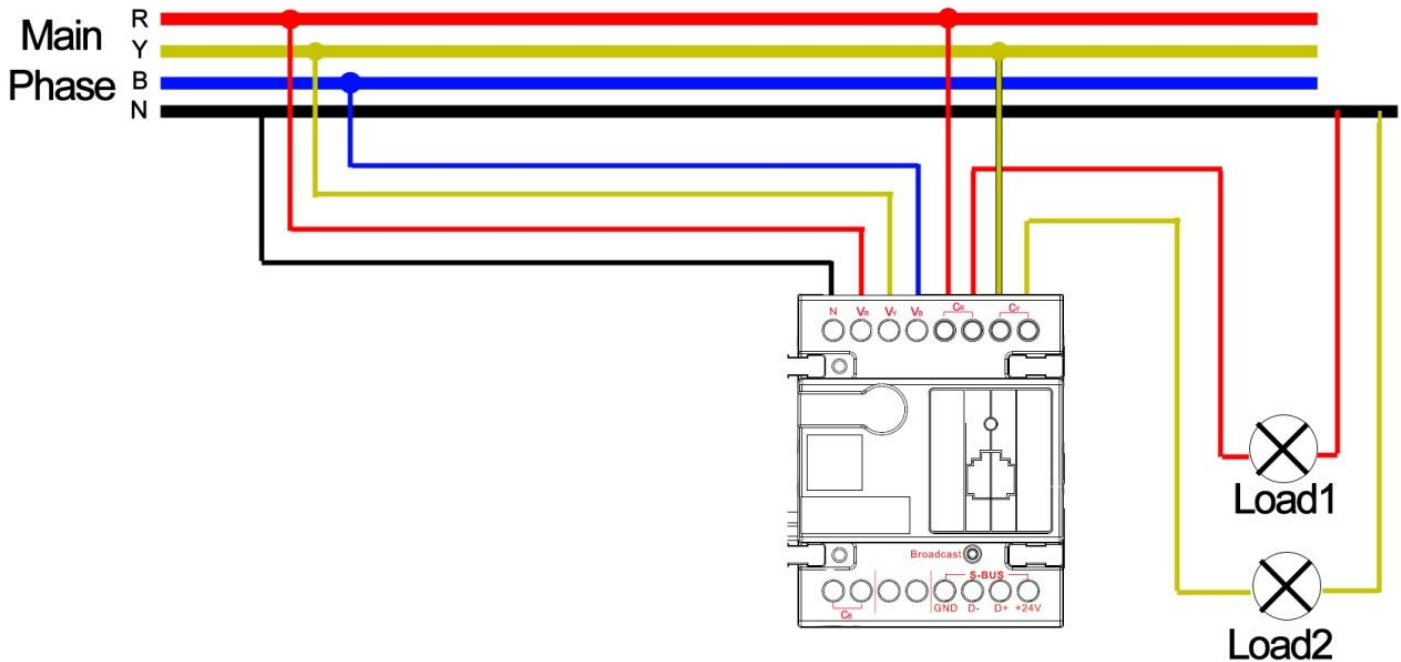 R
Main Y
Phase B
N
N VR VY VB CR CY
Load1
Broadcast
S-BUS
GND D- D+ +24V
CB
Load2